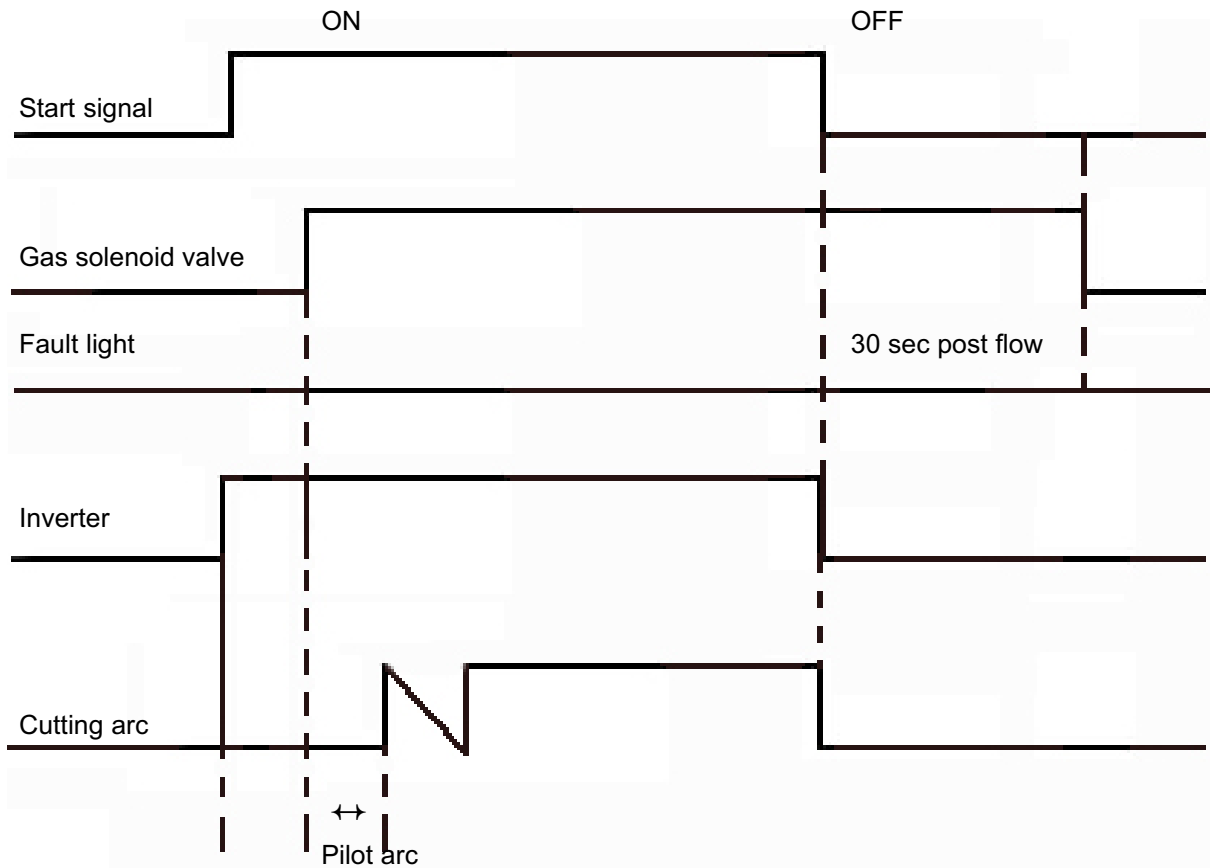 ON OFF
Start signal
Gas solenoid valve
Fault light 30 sec post flow
Inverter
Cutting arc
Pilot arc